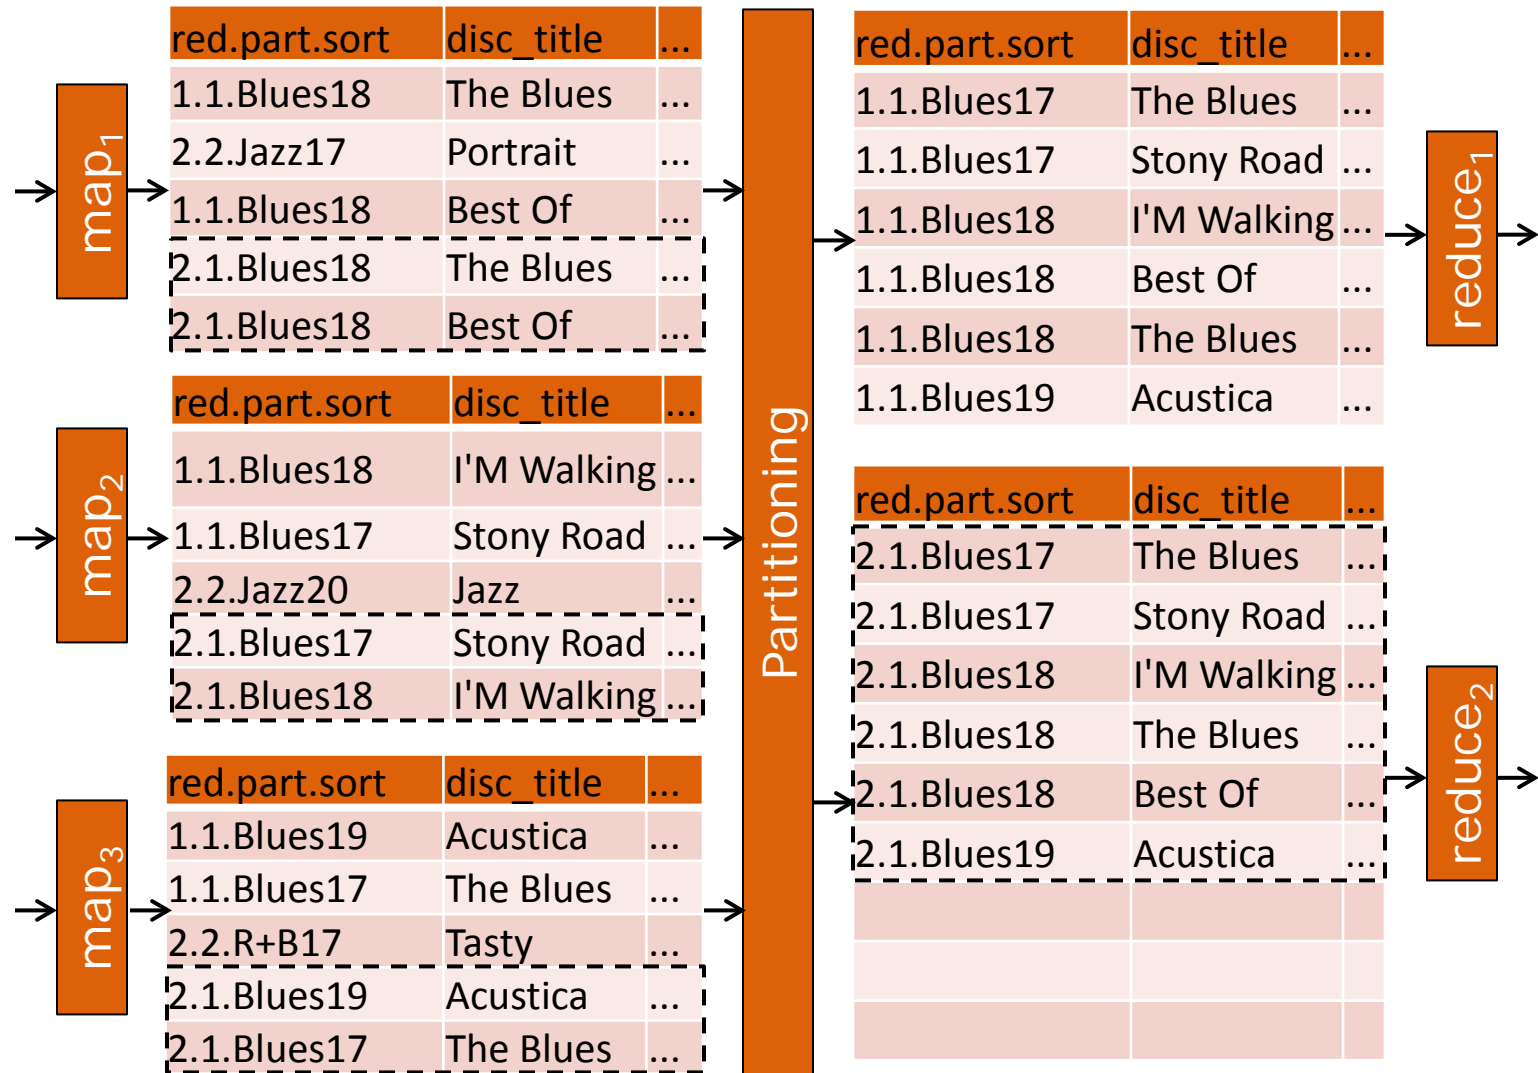 map1
red.part.sort disc_title ...
1.1.Blues18 The Blues ...
2.2.Jazz17 Portrait ...
1.1.Blues18 Best Of ...
2.1.Blues18 The Blues ...
2.1.Blues18 Best Of ...
map2
red.part.sort disc_title ...
1.1.Blues18 I'M Walking ...
1.1.Blues17 Stony Road ...
2.2.Jazz20 Jazz ...
2.1.Blues17 Stony Road ...
2.1.Blues18 I'M Walking ...
map3
red.part.sort disc_title ...
1.1.Blues19 Acustica ...
1.1.Blues17 The Blues ...
2.2.R+B17 Tasty ...
2.1.Blues19 Acustica ...
2.1.Blues17 The Blues ...
Partitioning
red.part.sort disc_title ...
1.1.Blues17 The Blues ...
1.1.Blues17 Stony Road ...
1.1.Blues18 I'M Walking ...
1.1.Blues18 Best Of ...
1.1.Blues18 The Blues ...
1.1.Blues19 Acustica ...
reduce1
red.part.sort disc_title ...
2.1.Blues17 The Blues ...
2.1.Blues17 Stony Road ...
2.1.Blues18 I'M Walking ...
2.1.Blues18 The Blues ...
2.1.Blues18 Best Of ...
2.1.Blues19 Acustica ...
reduce2